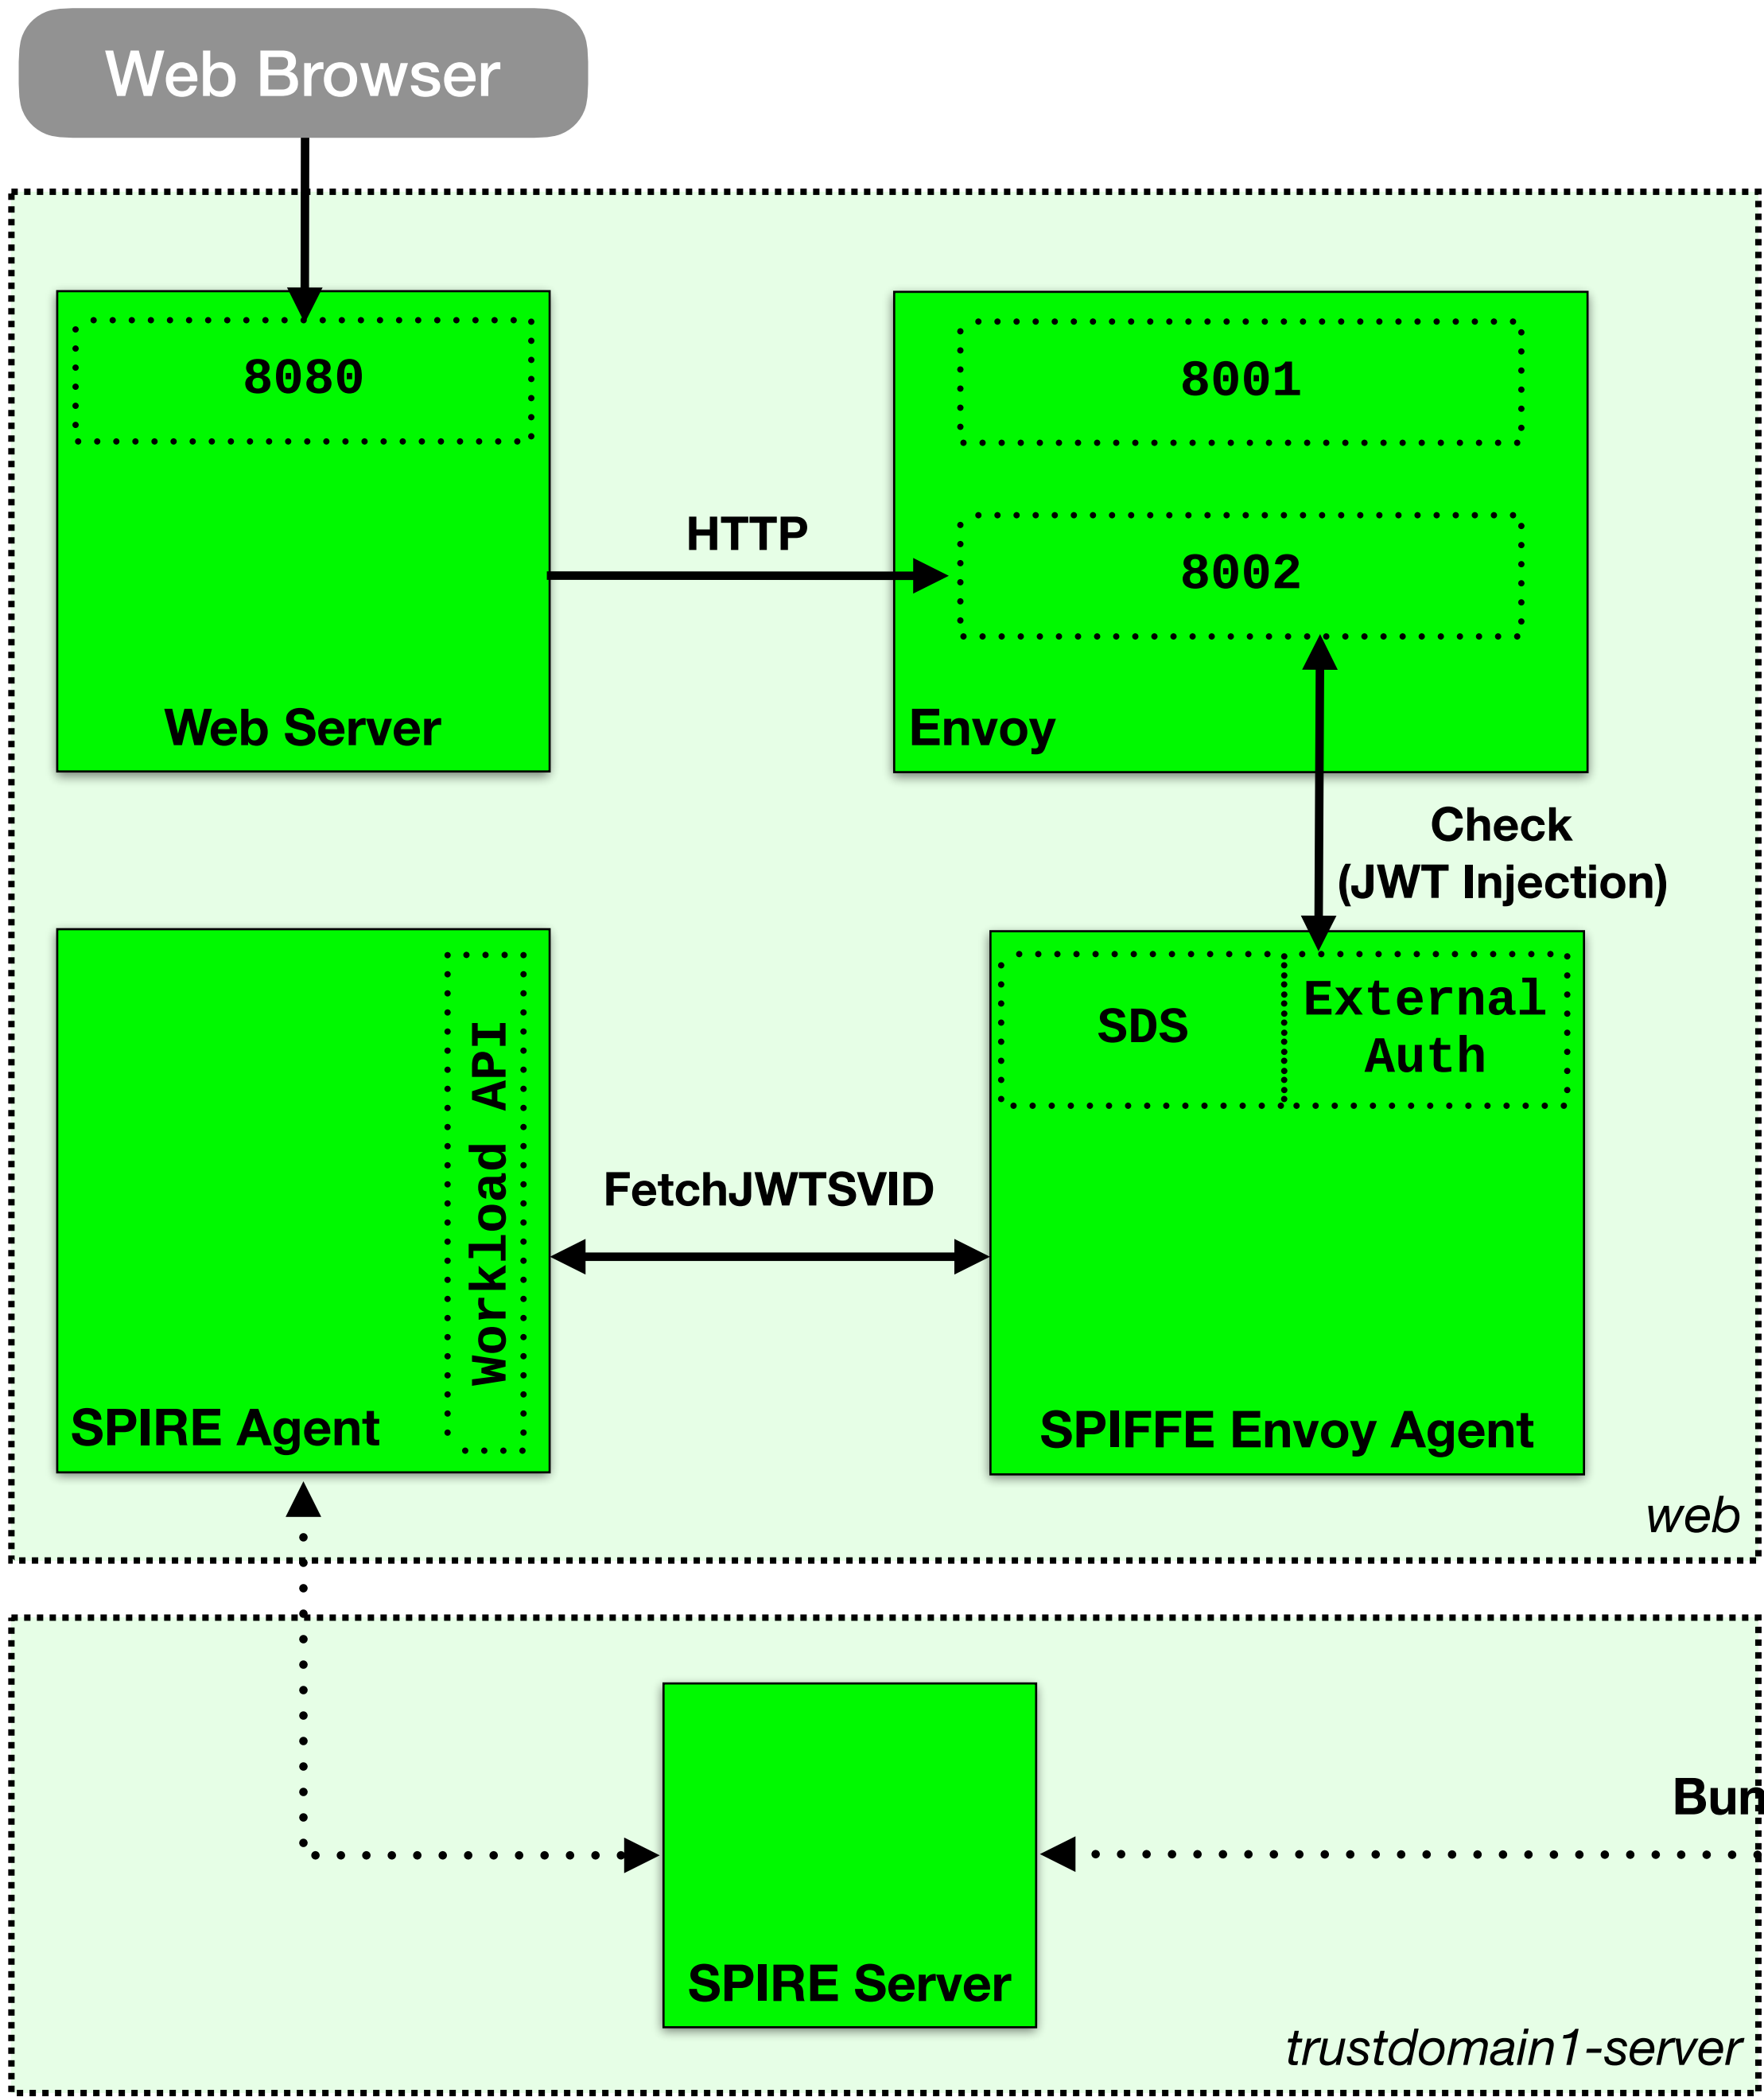 Web Browser
8080
8001
HTTP
8002
Web Server
Envoy
Check
(JWT Injection)
SDS
External
Auth
Workload API
FetchJWTSVID
SPIRE Agent
SPIFFE Envoy Agent
web
Bun
SPIRE Server
trustdomain1-server